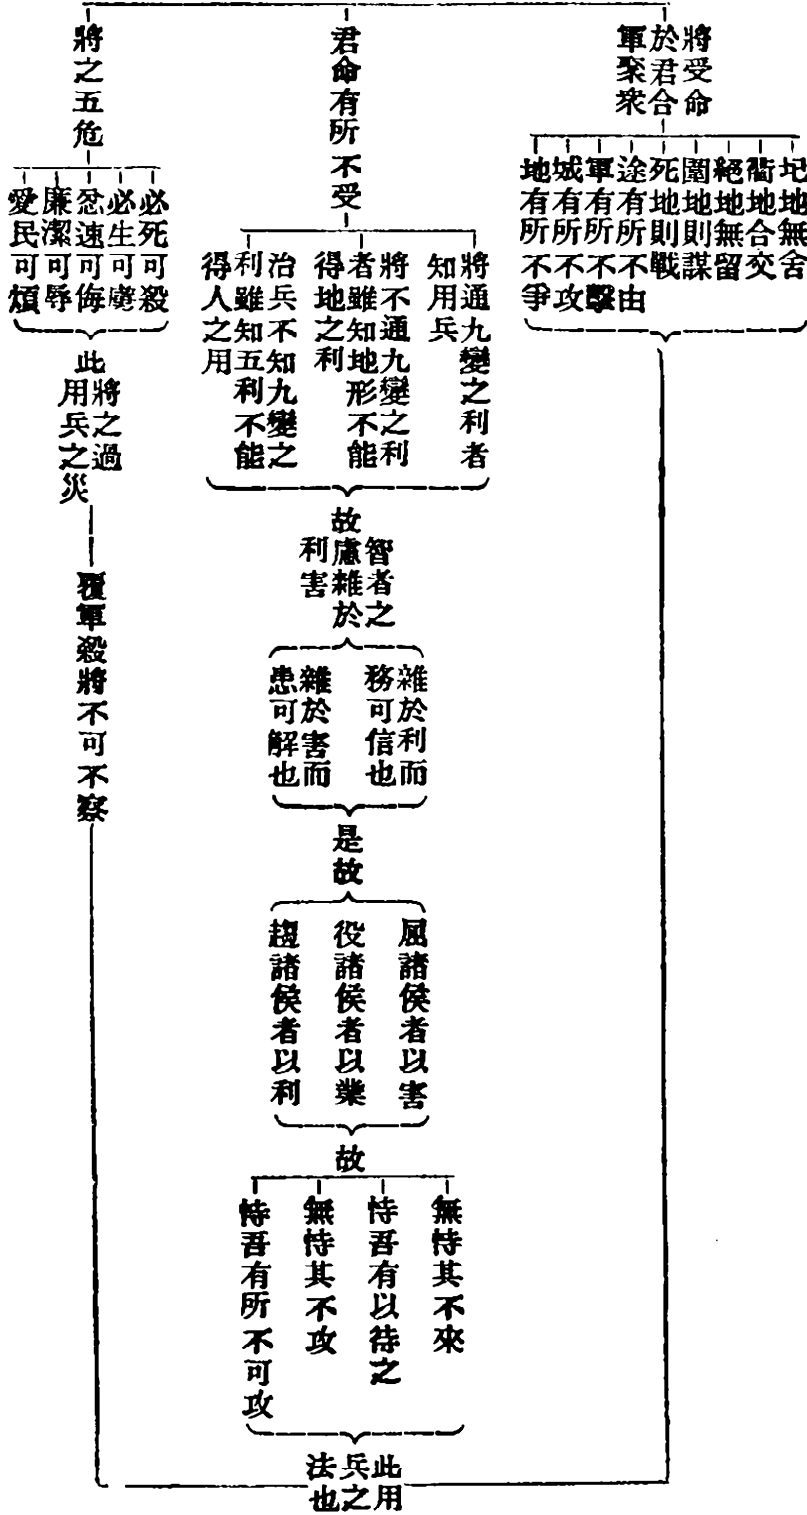 將受命
於君合
軍聚衆
圮地無舍
衢地合交
絕地無留
圍地則謀
死地則戰
途有所不由
軍有所不擊
城有所不攻
地有所不爭
君命有所不受
將通九變之利者
知用兵
將不通九變之利
者雖知地形不能
得地之利
治兵不知九變之
利雖知五利不能
得人之用
故
智者之
慮雜於
利害
雜於利而
務可信也
雜於害而
患可解也
是故
屈諸侯者以害
役諸侯者以業
趨諸侯者以利
故
無恃其不來
恃吾有以待之
無恃其不攻
恃吾有所不可攻
將之五危
必死可殺
必生可虜
忿速可侮
廉潔可辱
愛民可煩
此
將之過
用兵之災
覆軍殺將不可不察
此用
兵之
法也